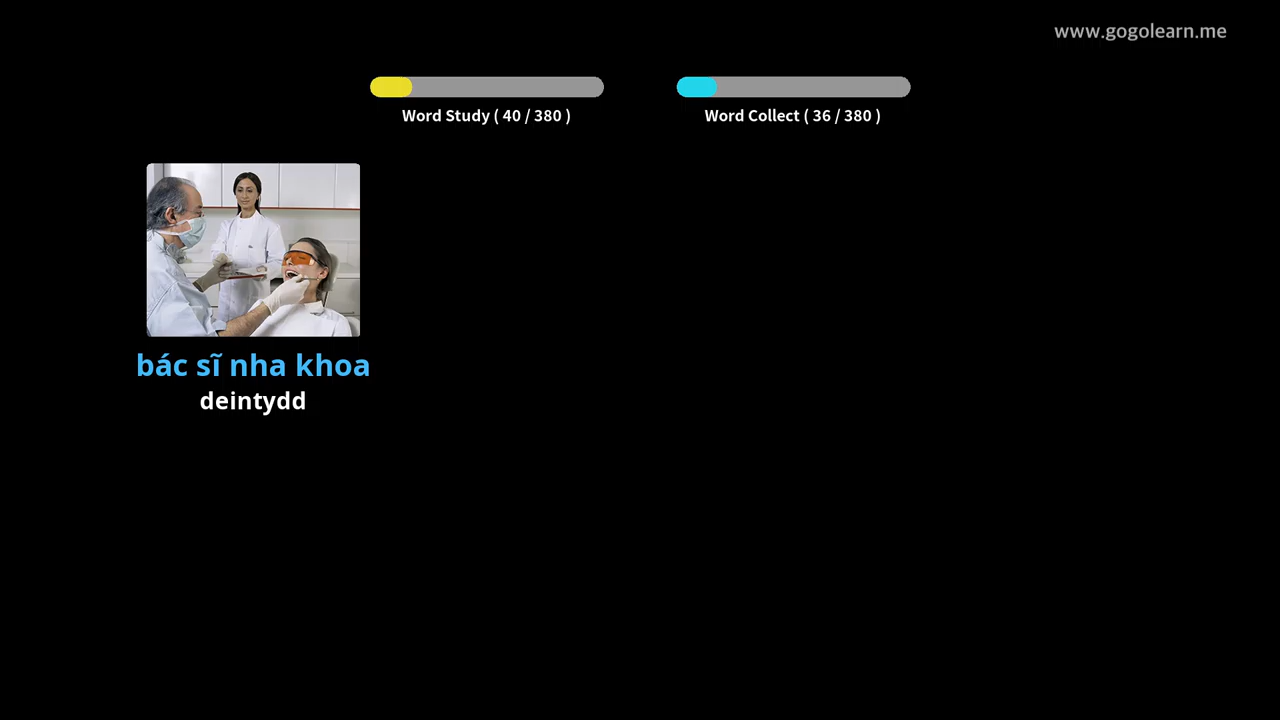 www.gogolearn.me
Word Study ( 40 / 380 )
Word Collect ( 36 / 380 )
bác sĩ nha khoa
deintydd